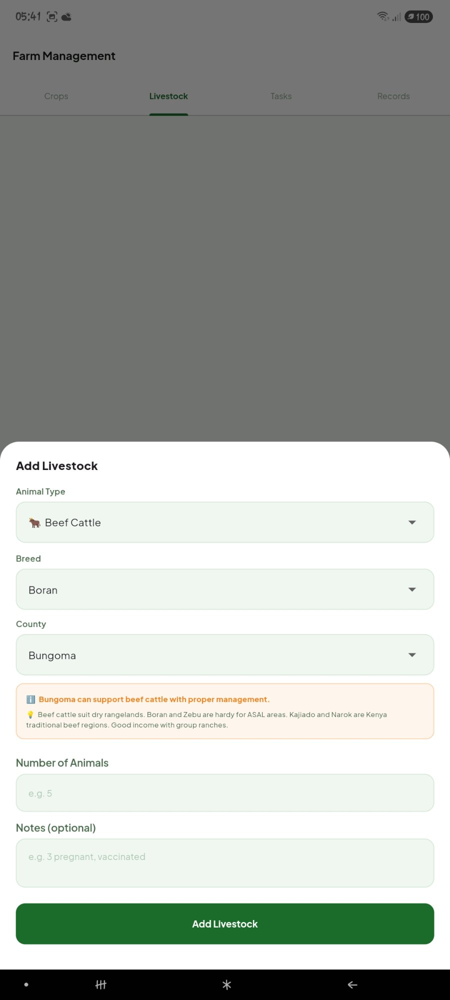 05:41
100
Farm Management
Crops Livestock Tasks Records
Add Livestock
Animal Type
Beef Cattle
Breed
Boran
County
Bungoma
Bungoma can support beef cattle with proper management.
Beef cattle suit dry rangelands. Boran and Zebu are hardy for ASAL areas. Kajiado and Narok are Kenya
traditional beef regions. Good income with group ranches.
Number of Animals
e.g. 5
Notes (optional)
e.g. 3 pregnant, vaccinated
Add Livestock